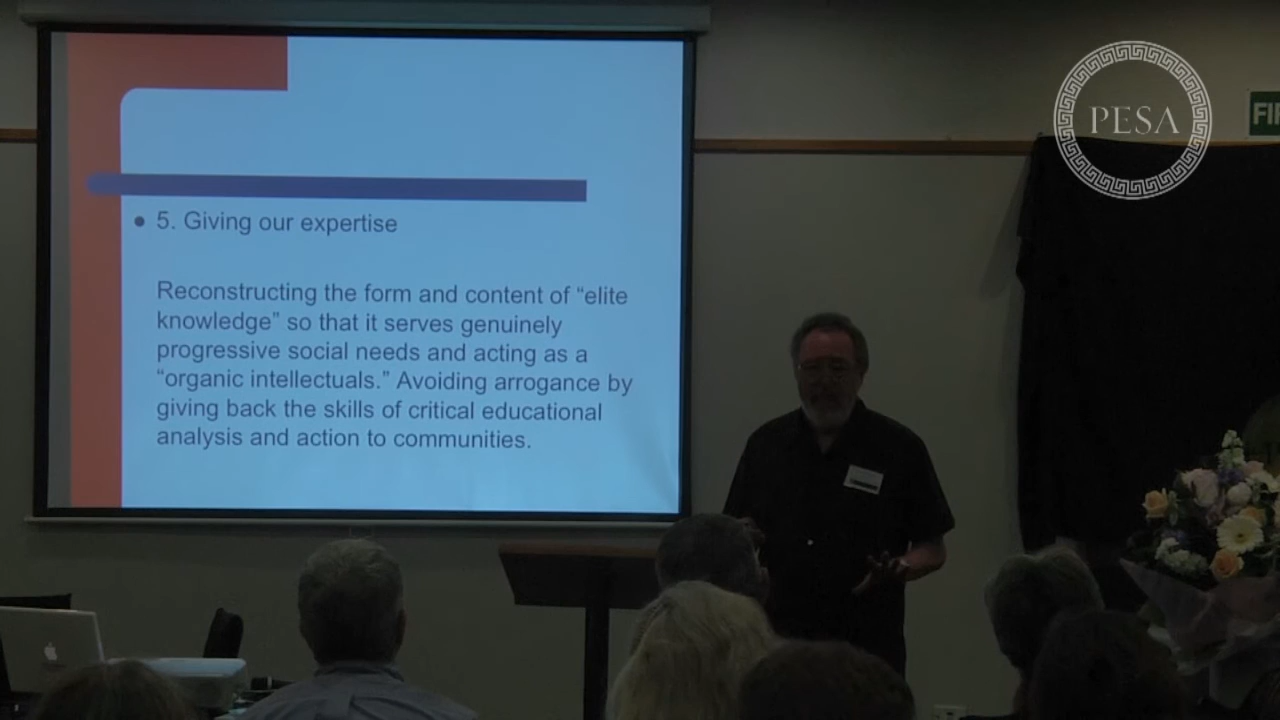 PESA
FI
• 5. Giving our expertise
Reconstructing the form and content of “elite
knowledge” so that it serves genuinely
progressive social needs and acting as a
“organic intellectuals.” Avoiding arrogance by
giving back the skills of critical educational
analysis and action to communities.